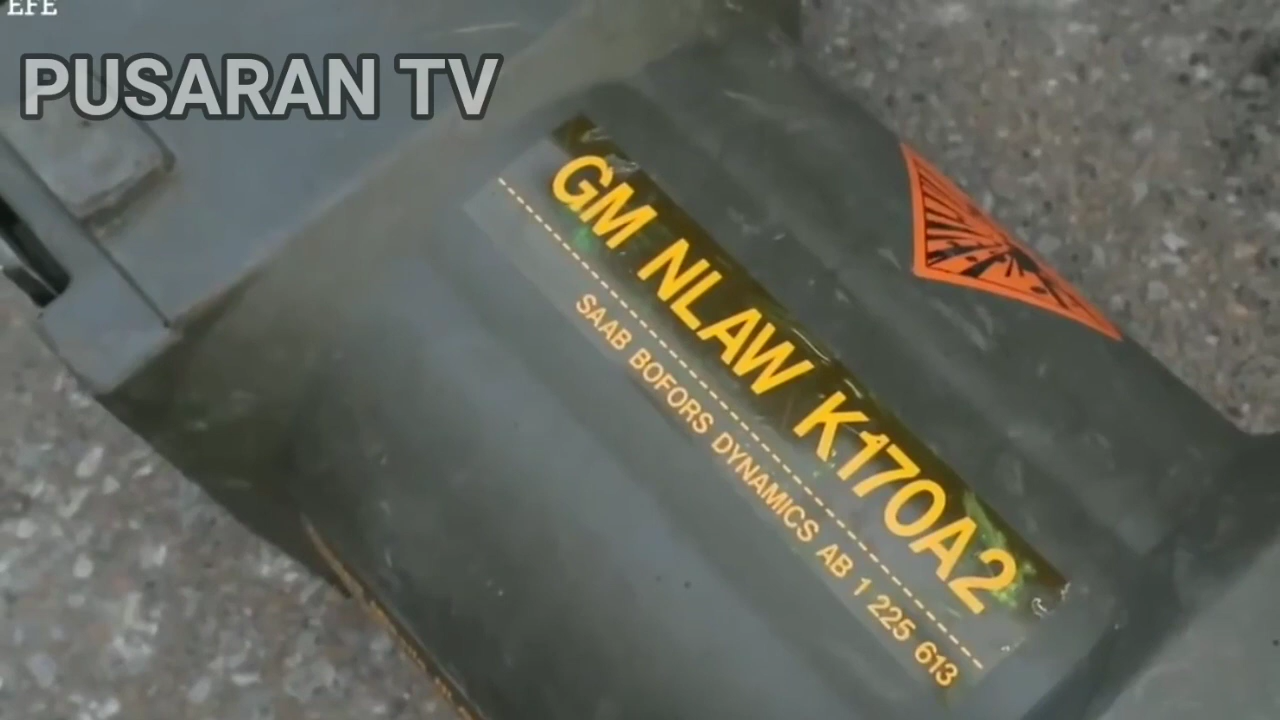 EFE
PUSARAN TV
GM NLAW K170A2
SAAB BOFORS DYNAMICS AB 1 225 613